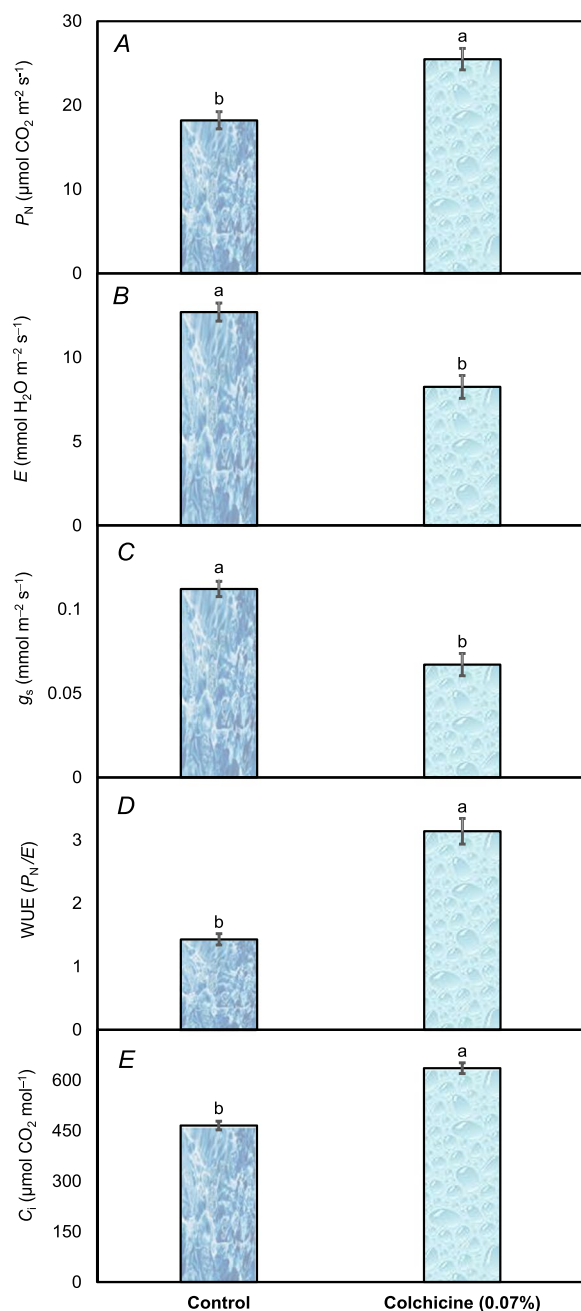 A
P_N (µmol CO₂ m⁻² s⁻¹)
30
20
10
0
b
a
B
E (mmol H₂O m⁻² s⁻¹)
10
5
0
a
b
C
g_s (mmol m⁻² s⁻¹)
0.1
0.05
0
a
b
D
WUE (P_N/E)
3
2
1
0
b
a
E
C_i (µmol CO₂ mol⁻¹)
600
450
300
150
0
b
a
Control Colchicine (0.07%)